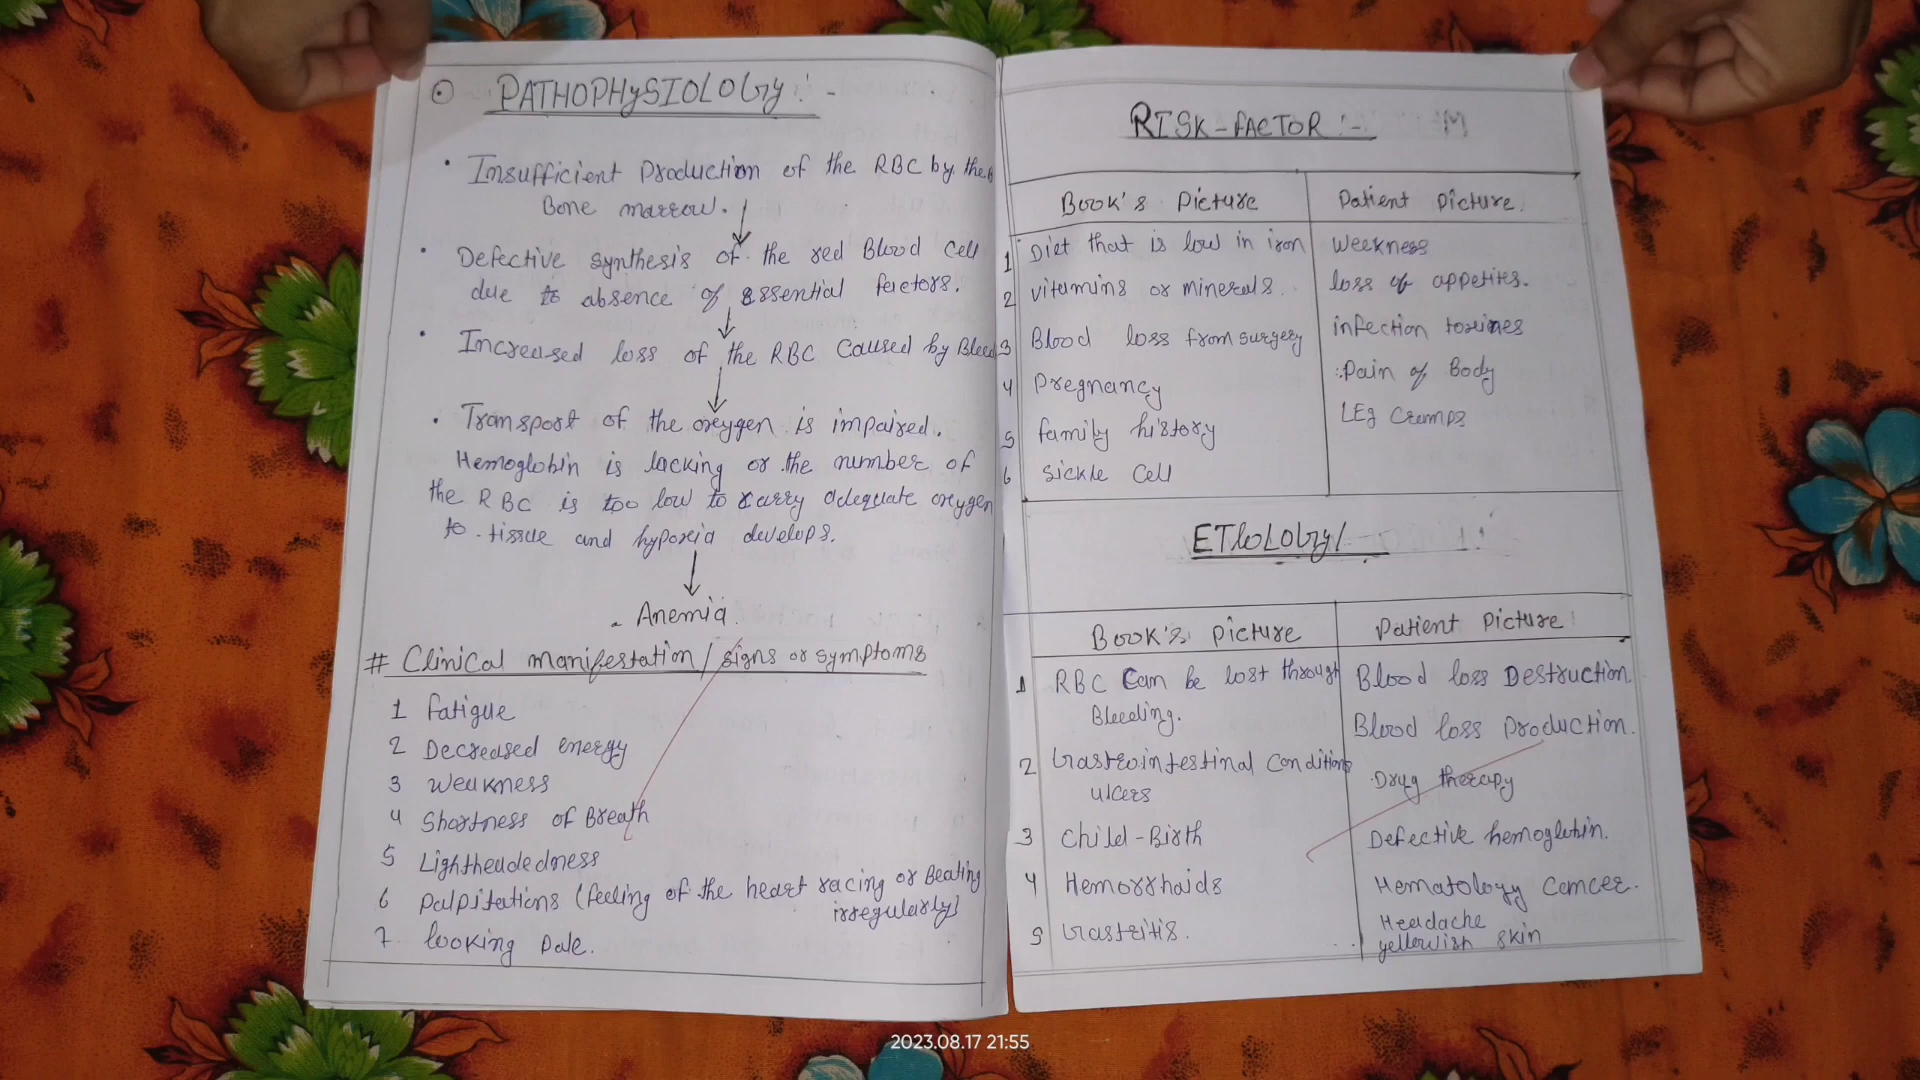 PATHOPHySIOLOGy:-
• Insufficient Production of the RBC by the
Bone marrow.
• Defective synthesis of the red Blood cell
due to absence of essential factors.
• Increased loss of the RBC Caused by Bleed
• Transport of the oxygen is impaired.
Hemoglobin is lacking or the number of
the RBC is too low to carry adequate oxygen
to tissue and hypoxia develops.
Anemia.
# Clinical manifestation / signs or symptoms
1 fatigue
2 Decreased energy
3 weakness
4 Shortness of Breath
5 Lightheadedness
6 palpitations (feeling of the heart racing or Beating
irregularly)
7 looking pale.
RISK-FACTOR :-
Book's Picture Patient Picture.
1 Diet that is low in iron Weekness
2 vitamins or minerals. loss of appetites.
3 Blood loss from surgery infection
4 pregnancy Pain of Body
5 family history LEg Cramps
6 sickle cell
ETIOLOGY
Book's Picture Patient Picture
1 RBC Can be lost through Blood loss Destruction.
Bleeding. Blood loss Production.
2 Gastrointestinal Conditions Drug therapy
ulcers
3 child-Birth Defective hemoglobin.
4 Hemorrhoids Hematology Cancer.
5 Gastritis. Headache
yellowish skin
2023.08.17 21:55